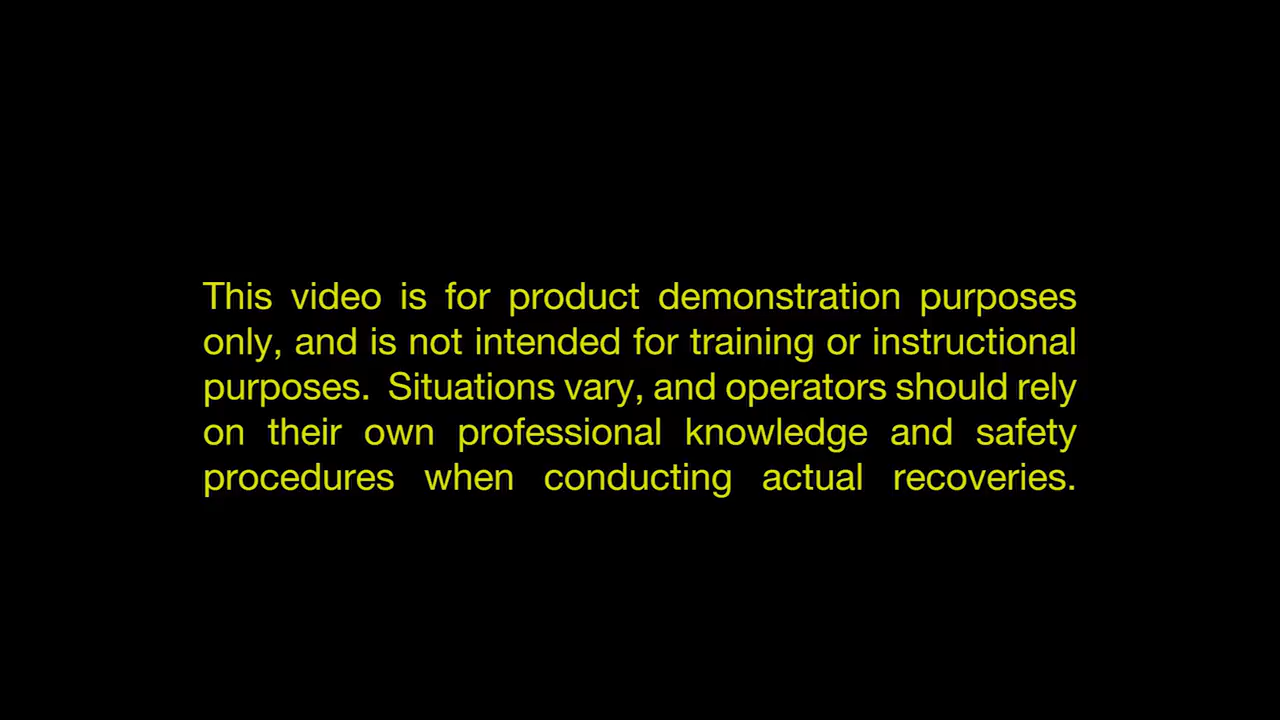 This video is for product demonstration purposes
only, and is not intended for training or instructional
purposes.  Situations vary, and operators should rely
on their own professional knowledge and safety
procedures when conducting actual recoveries.